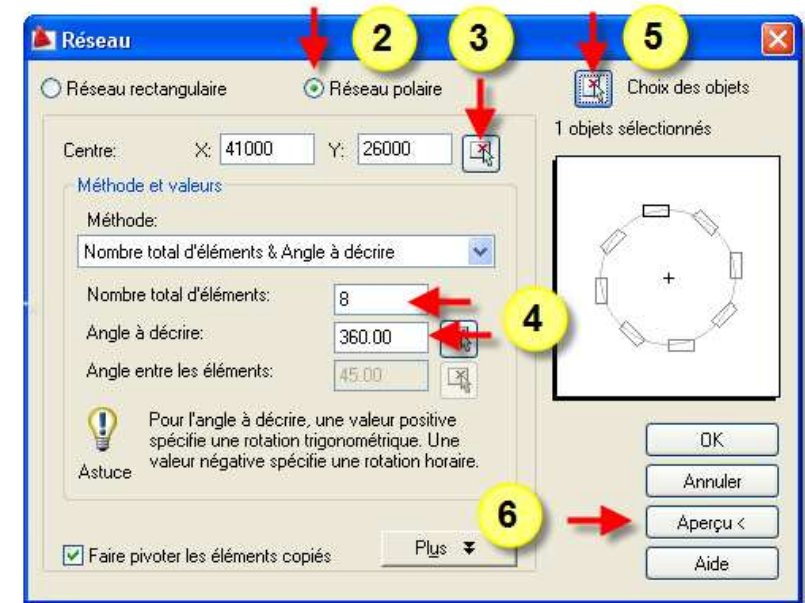 Réseau
2
3
5
Réseau rectangulaire
Réseau polaire
Choix des objets
1 objets sélectionnés
Centre: X: 41000 Y: 26000
Méthode et valeurs
Méthode:
Nombre total d'éléments & Angle à décrire
Nombre total d'éléments: 8
4
Angle à décrire: 360.00
Angle entre les éléments: 45.00
Pour l'angle à décrire, une valeur positive
spécifie une rotation trigonométrique. Une
valeur négative spécifie une rotation horaire.
Astuce
OK
Annuler
6
Aperçu <
Aide
Faire pivoter les éléments copiés
Plus